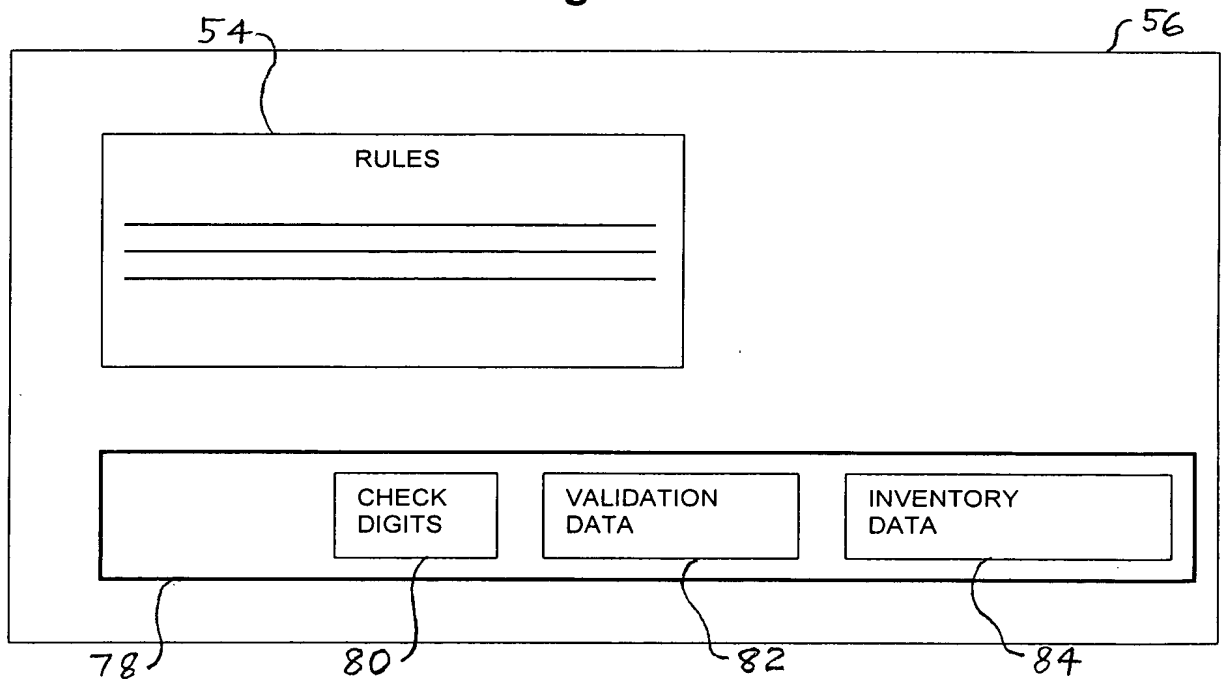 54
56
RULES
CHECK
DIGITS
VALIDATION
DATA
INVENTORY
DATA
78
80
82
84